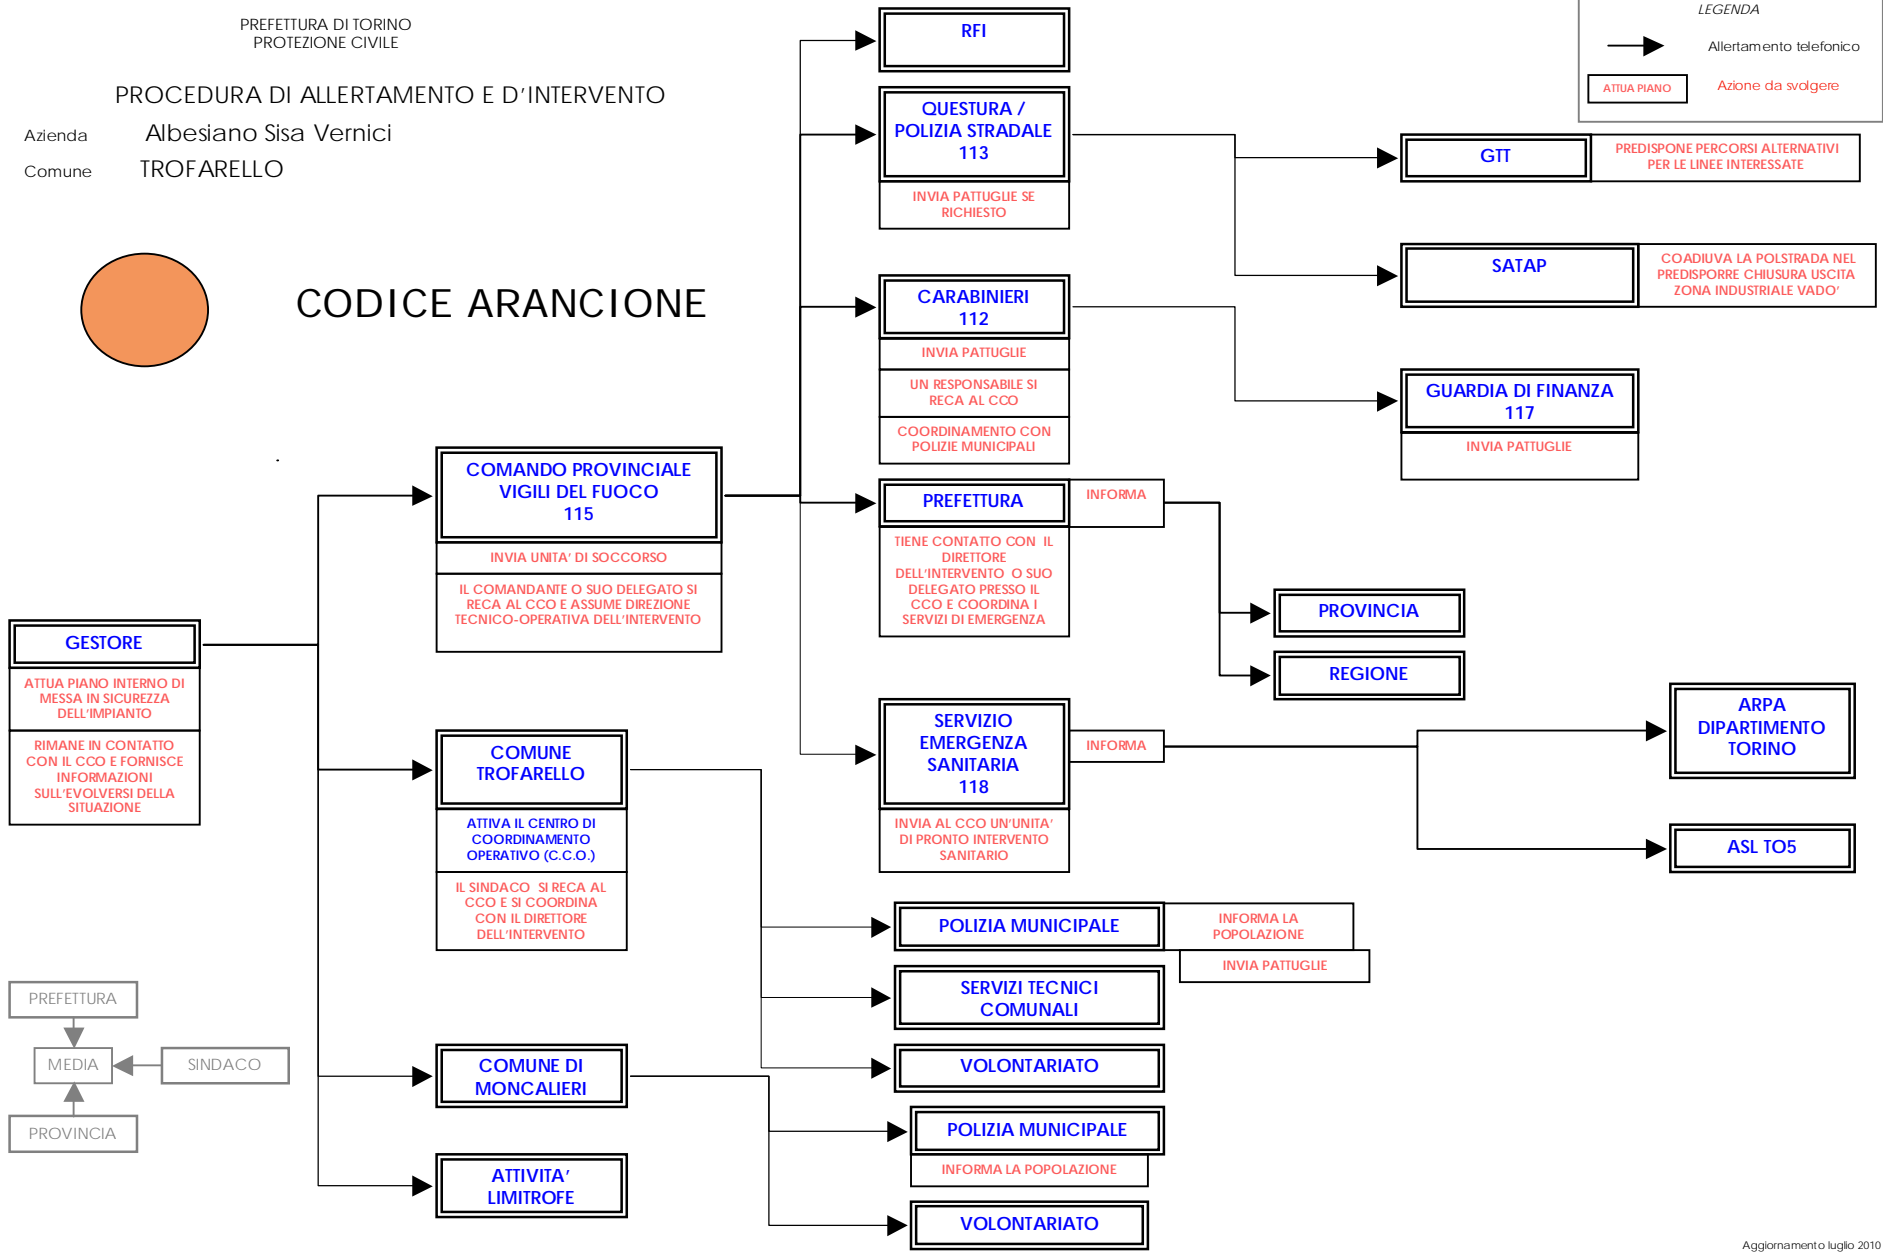 PREFETTURA DI TORINO
PROTEZIONE CIVILE
PROCEDURA DI ALLERTAMENTO E D'INTERVENTO
Azienda Albesiano Sisa Vernici
Comune TROFARELLO
CODICE ARANCIONE
LEGENDA
Allertamento telefonico
ATTUA PIANO Azione da svolgere
GESTORE
ATTUA PIANO INTERNO DI
MESSA IN SICUREZZA
DELL'IMPIANTO
RIMANE IN CONTATTO
CON IL CCO E FORNISCE
INFORMAZIONI
SULL'EVOLVERSI DELLA
SITUAZIONE
PREFETTURA
MEDIA
SINDACO
PROVINCIA
COMANDO PROVINCIALE
VIGILI DEL FUOCO
115
INVIA UNITA' DI SOCCORSO
IL COMANDANTE O SUO DELEGATO SI
RECA AL CCO E ASSUME DIREZIONE
TECNICO-OPERATIVA DELL'INTERVENTO
COMUNE
TROFARELLO
ATTIVA IL CENTRO DI
COORDINAMENTO
OPERATIVO (C.C.O.)
IL SINDACO SI RECA AL
CCO E SI COORDINA
CON IL DIRETTORE
DELL'INTERVENTO
COMUNE DI
MONCALIERI
ATTIVITA'
LIMITROFE
RFI
QUESTURA /
POLIZIA STRADALE
113
INVIA PATTUGLIE SE
RICHIESTO
CARABINIERI
112
INVIA PATTUGLIE
UN RESPONSABILE SI
RECA AL CCO
COORDINAMENTO CON
POLIZIE MUNICIPALI
PREFETTURA
INFORMA
TIENE CONTATTO CON IL
DIRETTORE
DELL'INTERVENTO O SUO
DELEGATO PRESSO IL
CCO E COORDINA I
SERVIZI DI EMERGENZA
SERVIZIO
EMERGENZA
SANITARIA
118
INFORMA
INVIA AL CCO UN'UNITA'
DI PRONTO INTERVENTO
SANITARIO
POLIZIA MUNICIPALE
INFORMA LA
POPOLAZIONE
INVIA PATTUGLIE
SERVIZI TECNICI
COMUNALI
VOLONTARIATO
POLIZIA MUNICIPALE
INFORMA LA POPOLAZIONE
VOLONTARIATO
GTT
PREDISPONE PERCORSI ALTERNATIVI
PER LE LINEE INTERESSATE
SATAP
COADIUVA LA POLSTRADA NEL
PREDISPORRE CHIUSURA USCITA
ZONA INDUSTRIALE VADO'
GUARDIA DI FINANZA
117
INVIA PATTUGLIE
PROVINCIA
REGIONE
ARPA
DIPARTIMENTO
TORINO
ASL TO5
Aggiornamento luglio 2010